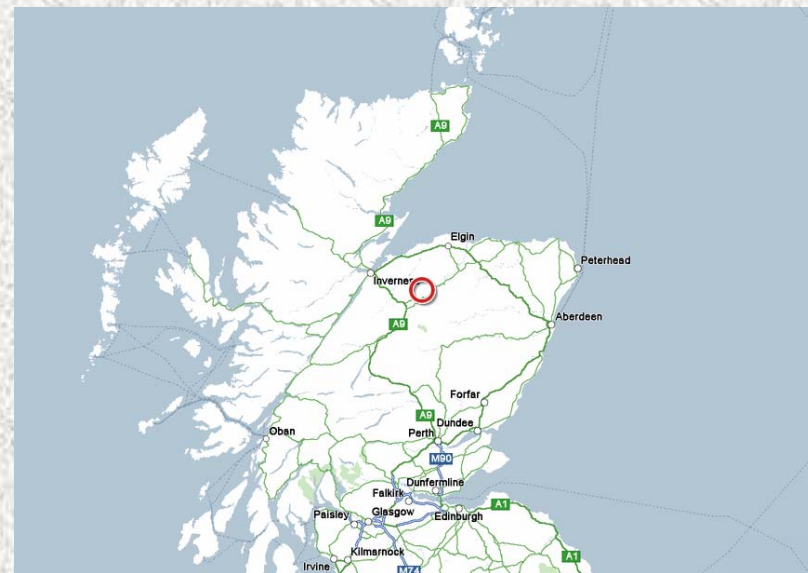 A9
A9
Elgin
Peterhead
Inverne
Aberdeen
A9
Forfar
A9
Dundee
Oban
Perth
M90
Dunfermline
Falkirk
A1
Paisley
Glasgow
Edinburgh
Kilmarnock
A1
Irvine
M74